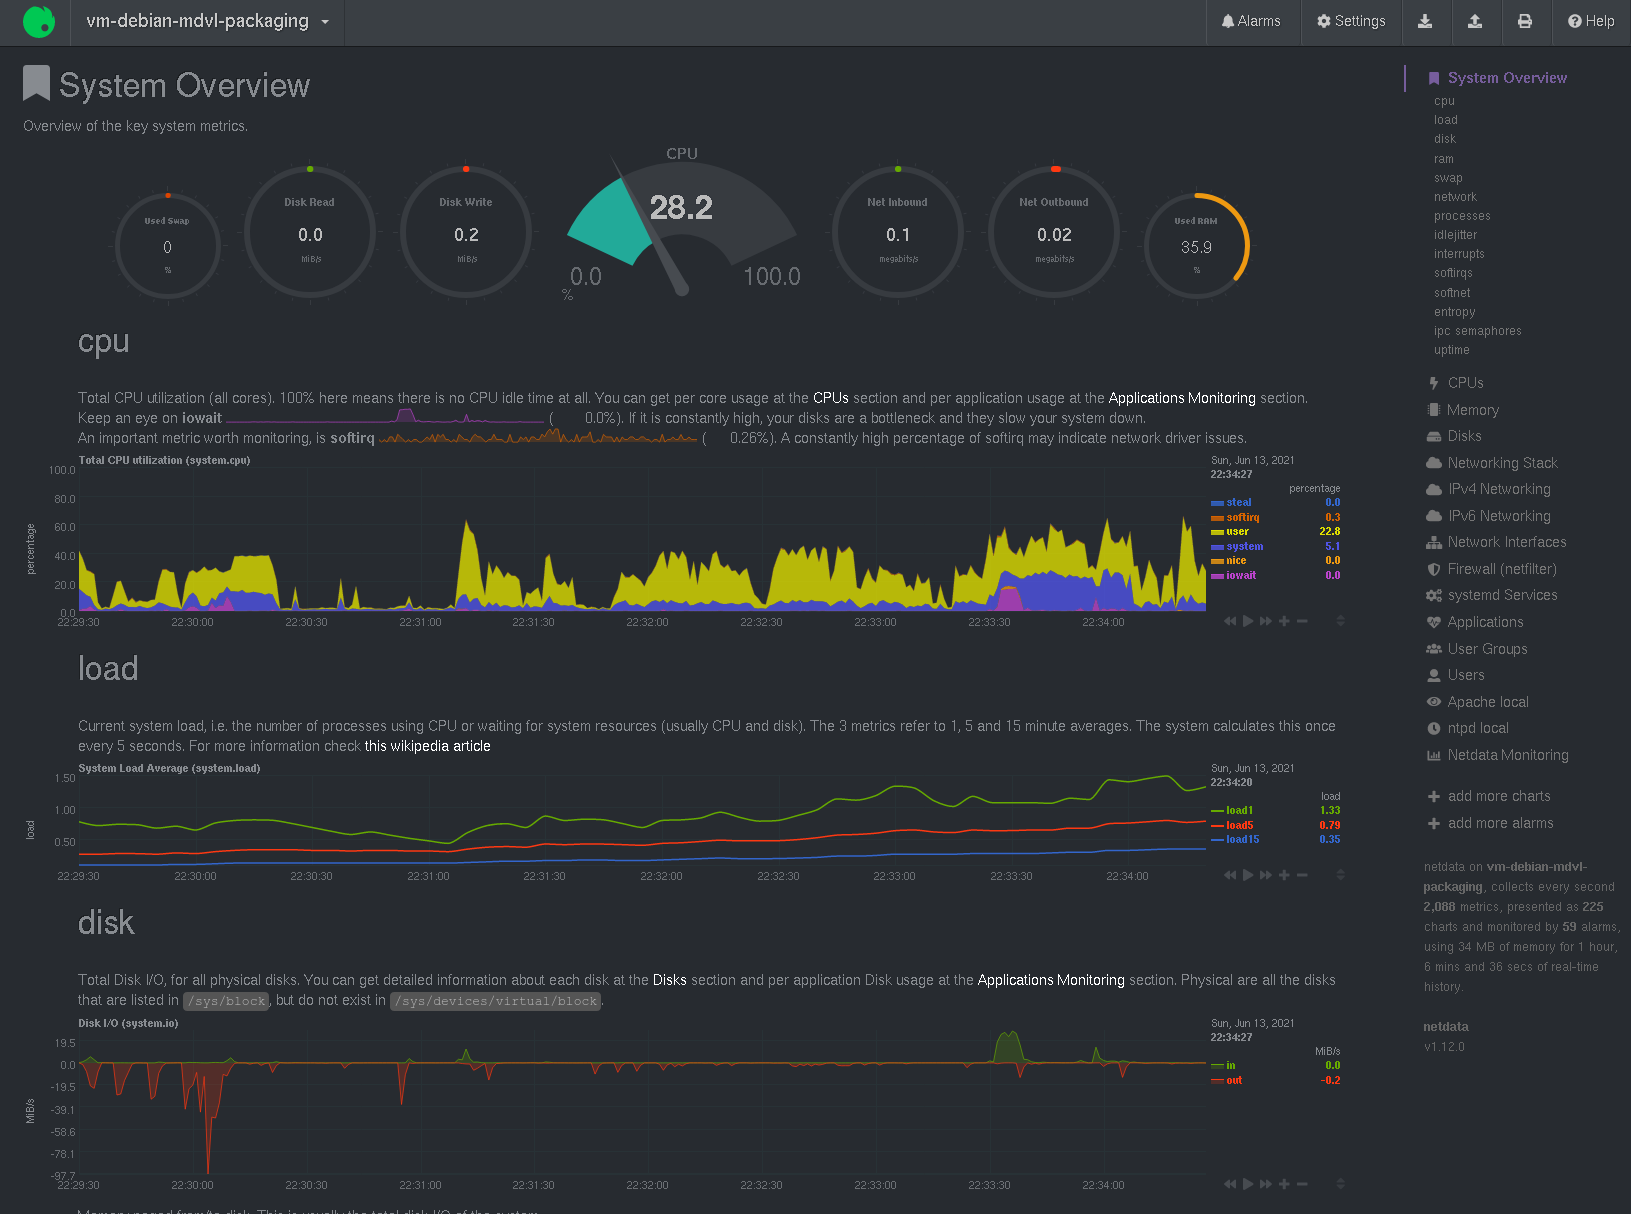 vm-debian-mdvl-packaging
Alarms
Settings
Help
System Overview
Overview of the key system metrics.
Used Swap
0
%
Disk Read
0.0
MiB/s
Disk Write
0.2
MiB/s
CPU
28.2
0.0
100.0
%
Net Inbound
0.1
megabits/s
Net Outbound
0.02
megabits/s
Used RAM
35.9
%
cpu
Total CPU utilization (all cores). 100% here means there is no CPU idle time at all. You can get per core usage at the CPUs section and per application usage at the Applications Monitoring section.
Keep an eye on iowait ( 0.0%). If it is constantly high, your disks are a bottleneck and they slow your system down.
An important metric worth monitoring, is softirq ( 0.26%). A constantly high percentage of softirq may indicate network driver issues.
Total CPU utilization (system.cpu)
percentage
100.0
80.0
60.0
40.0
20.0
0.0
22:29:30 22:30:00 22:30:30 22:31:00 22:31:30 22:32:00 22:32:30 22:33:00 22:33:30 22:34:00
Sun, Jun 13, 2021
22:34:27
percentage
steal 0.0
softirq 0.3
user 22.8
system 5.1
nice 0.0
iowait 0.0
load
Current system load, i.e. the number of processes using CPU or waiting for system resources (usually CPU and disk). The 3 metrics refer to 1, 5 and 15 minute averages. The system calculates this once
every 5 seconds. For more information check this wikipedia article
System Load Average (system.load)
load
1.50
1.00
0.50
22:29:30 22:30:00 22:30:30 22:31:00 22:31:30 22:32:00 22:32:30 22:33:00 22:33:30 22:34:00
Sun, Jun 13, 2021
22:34:20
load
load1 1.33
load5 0.79
load15 0.35
disk
Total Disk I/O, for all physical disks. You can get detailed information about each disk at the Disks section and per application Disk usage at the Applications Monitoring section. Physical are all the disks
that are listed in /sys/block, but do not exist in /sys/devices/virtual/block.
Disk I/O (system.io)
MiB/s
19.5
0.0
-19.5
-39.1
-58.6
-78.1
-97.7
22:29:30 22:30:00 22:30:30 22:31:00 22:31:30 22:32:00 22:32:30 22:33:00 22:33:30 22:34:00
Sun, Jun 13, 2021
22:34:27
MiB/s
in 0.0
out -0.2
System Overview
cpu
load
disk
ram
swap
network
processes
idlejitter
interrupts
softirqs
softnet
entropy
ipc semaphores
uptime
CPUs
Memory
Disks
Networking Stack
IPv4 Networking
IPv6 Networking
Network Interfaces
Firewall (netfilter)
systemd Services
Applications
User Groups
Users
Apache local
ntpd local
Netdata Monitoring
add more charts
add more alarms
netdata on vm-debian-mdvl-
packaging, collects every second
2,088 metrics, presented as 225
charts and monitored by 59 alarms,
using 34 MB of memory for 1 hour,
6 mins and 36 secs of real-time
history.
netdata
v1.12.0